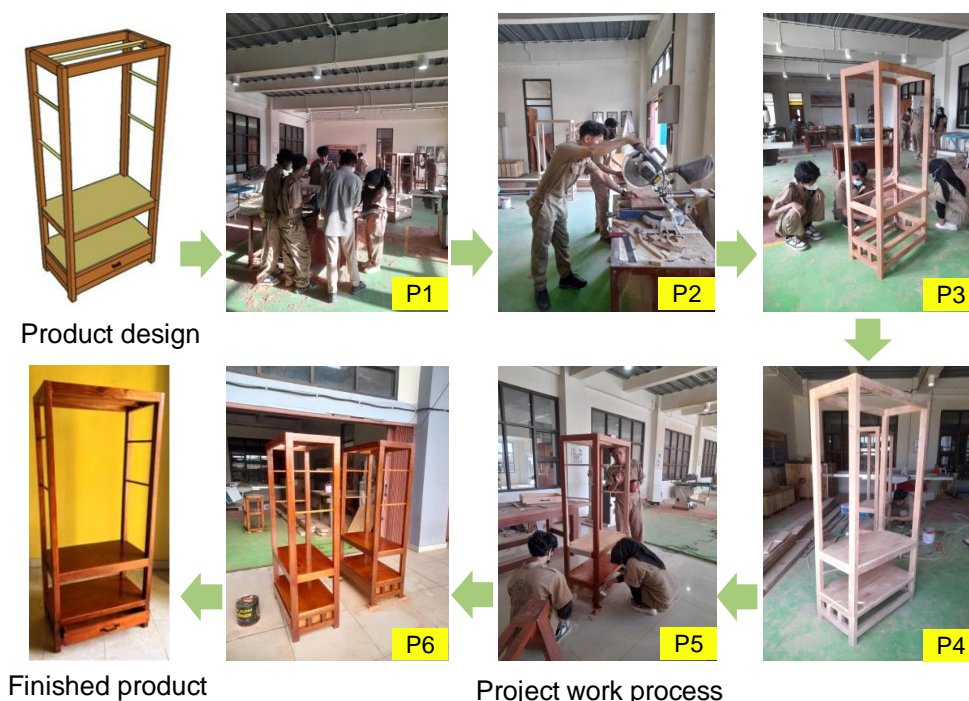 P1
P2
P3
Product design
P6
P5
P4
Finished product
Project work process